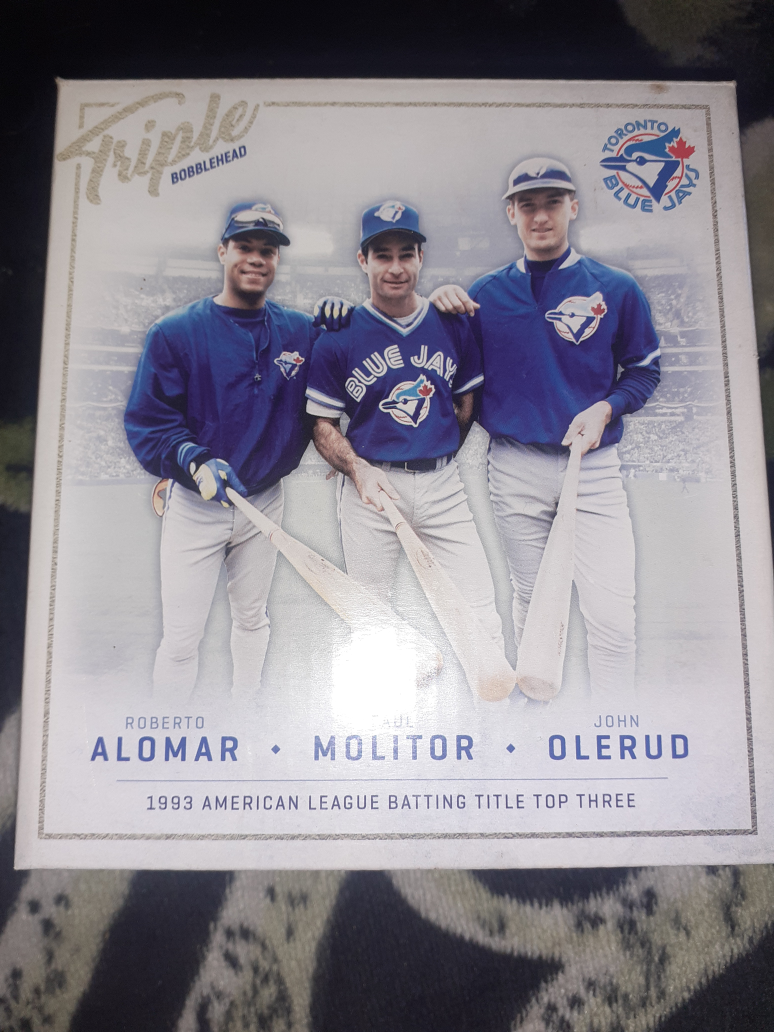 Triple
BOBBLEHEAD
TORONTO
BLUE JAYS
BLUE JAYS
ROBERTO PAUL JOHN
ALOMAR • MOLITOR • OLERUD
1993 AMERICAN LEAGUE BATTING TITLE TOP THREE